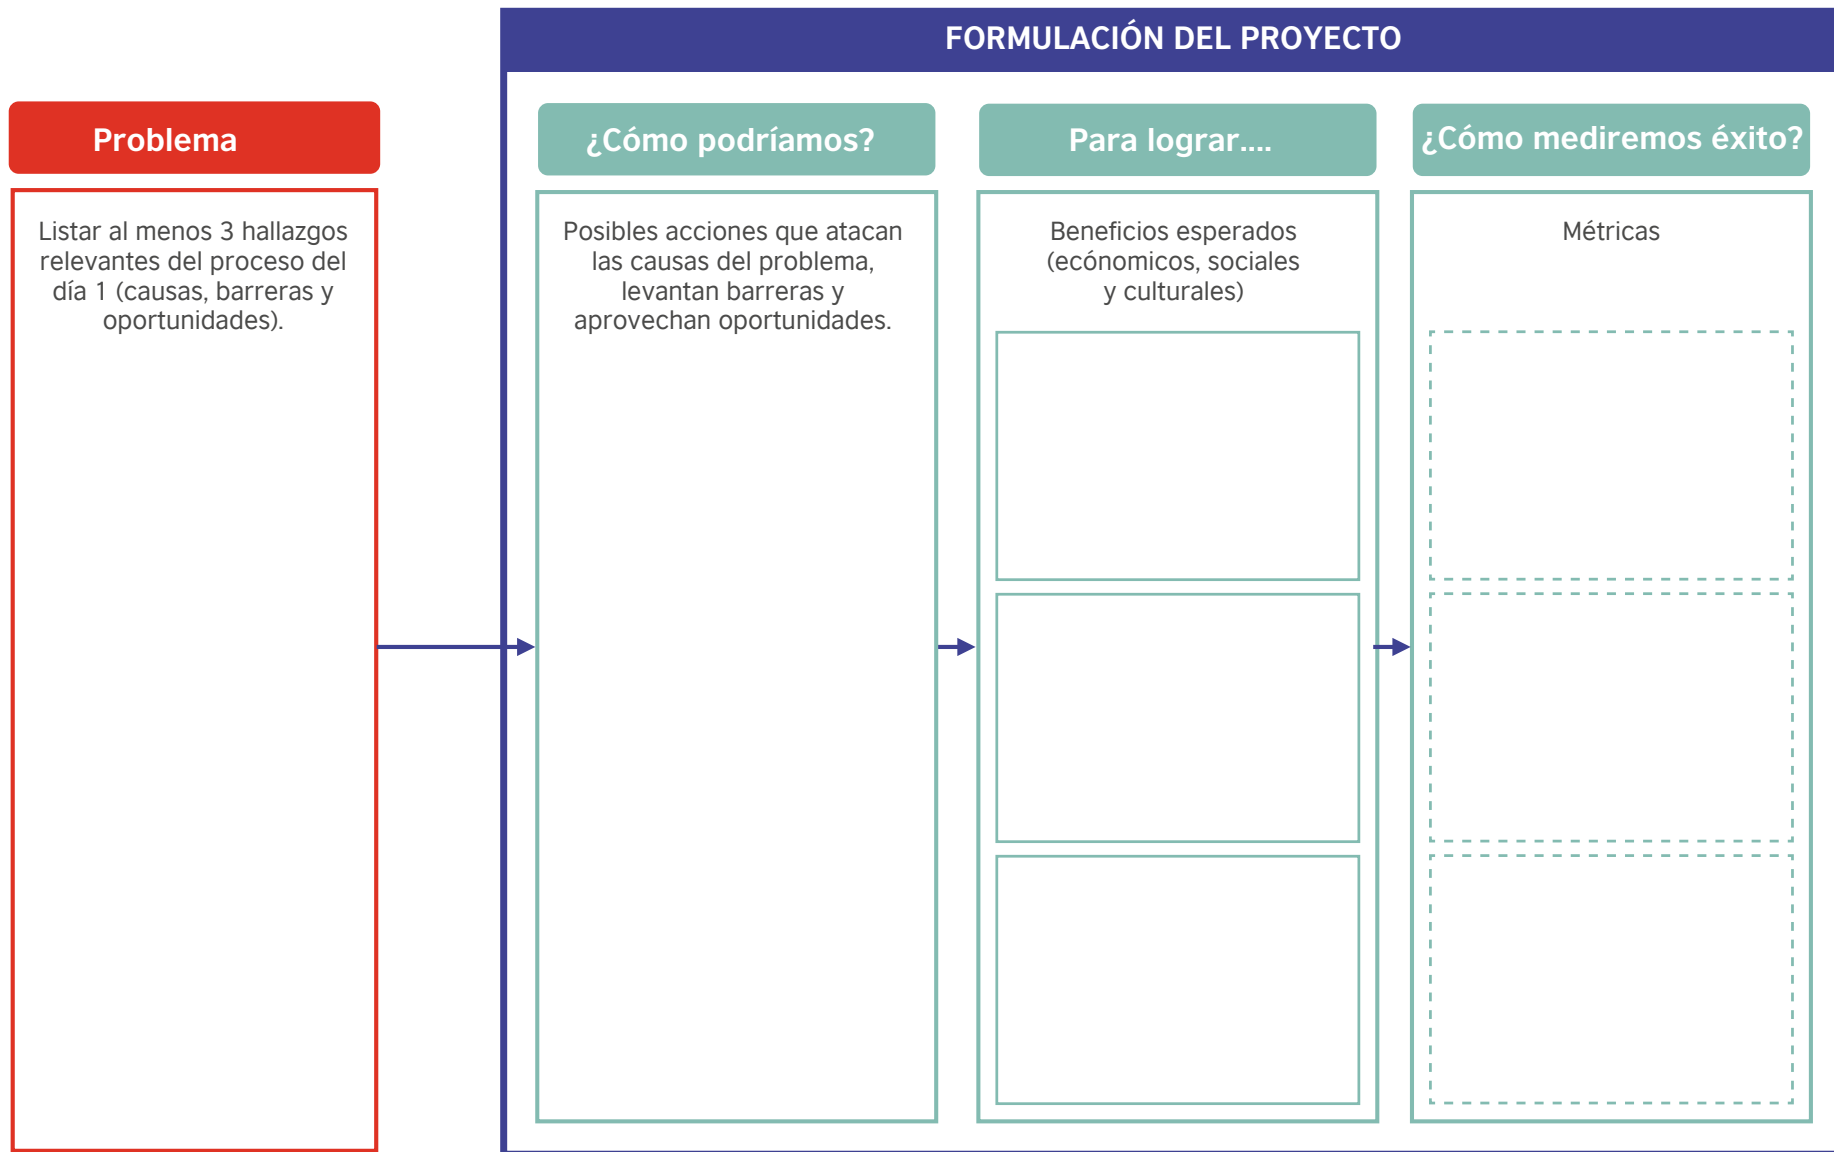 FORMULACIÓN DEL PROYECTO
Problema
Listar al menos 3 hallazgos
relevantes del proceso del
día 1 (causas, barreras y
oportunidades).
¿Cómo podríamos?
Posibles acciones que atacan
las causas del problema,
levantan barreras y
aprovechan oportunidades.
Para lograr....
Beneficios esperados
(ecónomicos, sociales
y culturales)
¿Cómo mediremos éxito?
Métricas